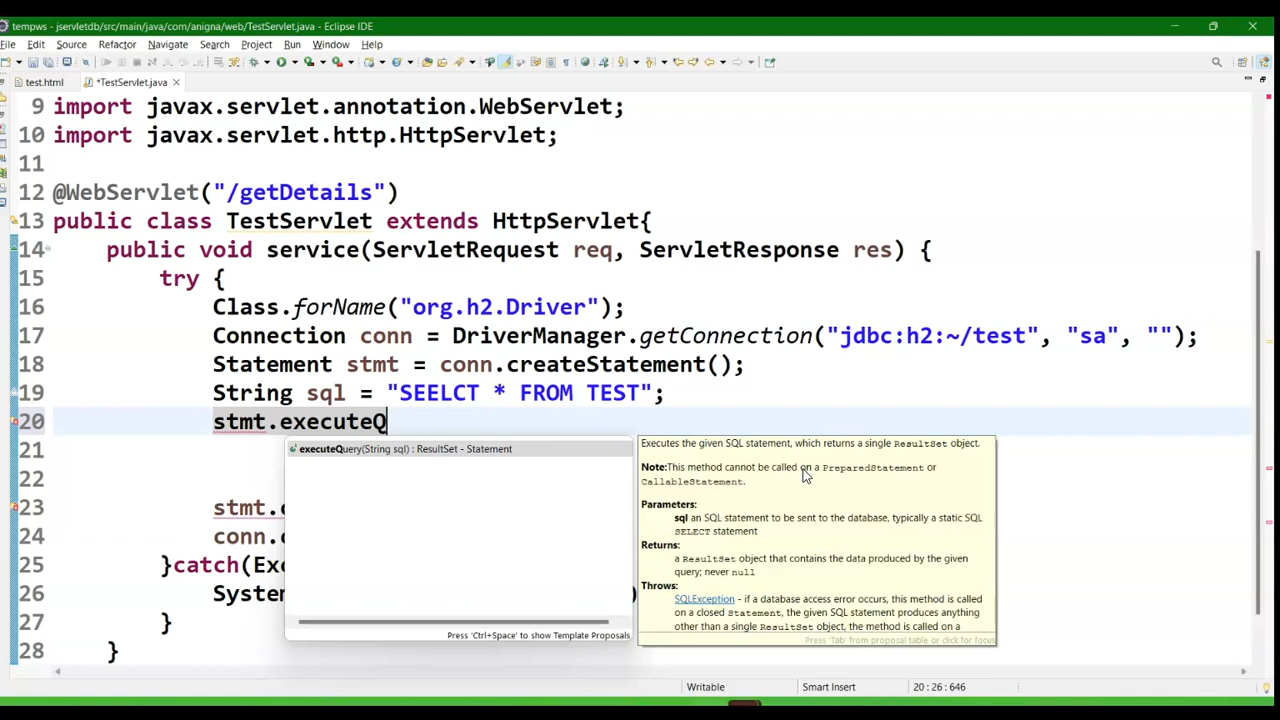 tempws - jservletdb/src/main/java/com/anigna/web/TestServlet.java - Eclipse IDE
File Edit Source Refactor Navigate Search Project Run Window Help
test.html *TestServlet.java
9 import javax.servlet.annotation.WebServlet;
10 import javax.servlet.http.HttpServlet;
11
12 @WebServlet("/getDetails")
13 public class TestServlet extends HttpServlet{
14 public void service(ServletRequest req, ServletResponse res) {
15 try {
16 Class.forName("org.h2.Driver");
17 Connection conn = DriverManager.getConnection("jdbc:h2:~/test", "sa", "");
18 Statement stmt = conn.createStatement();
19 String sql = "SEELCT * FROM TEST";
20 stmt.executeQ
21
22
23 stmt.
24 conn.
25 }catch(Exc
26 System
27 }
28 }
executeQuery(String sql) : ResultSet - Statement
Press 'Ctrl+Space' to show Template Proposals
Executes the given SQL statement, which returns a single ResultSet object.
Note:This method cannot be called on a PreparedStatement or
CallableStatement.
Parameters:
sql an SQL statement to be sent to the database, typically a static SQL
SELECT statement
Returns:
a ResultSet object that contains the data produced by the given
query; never null
Throws:
SQLException - if a database access error occurs, this method is called
on a closed Statement, the given SQL statement produces anything
other than a single ResultSet object, the method is called on a
Press 'Tab' from proposal table or click for focus
Writable Smart Insert 20 : 26 : 646